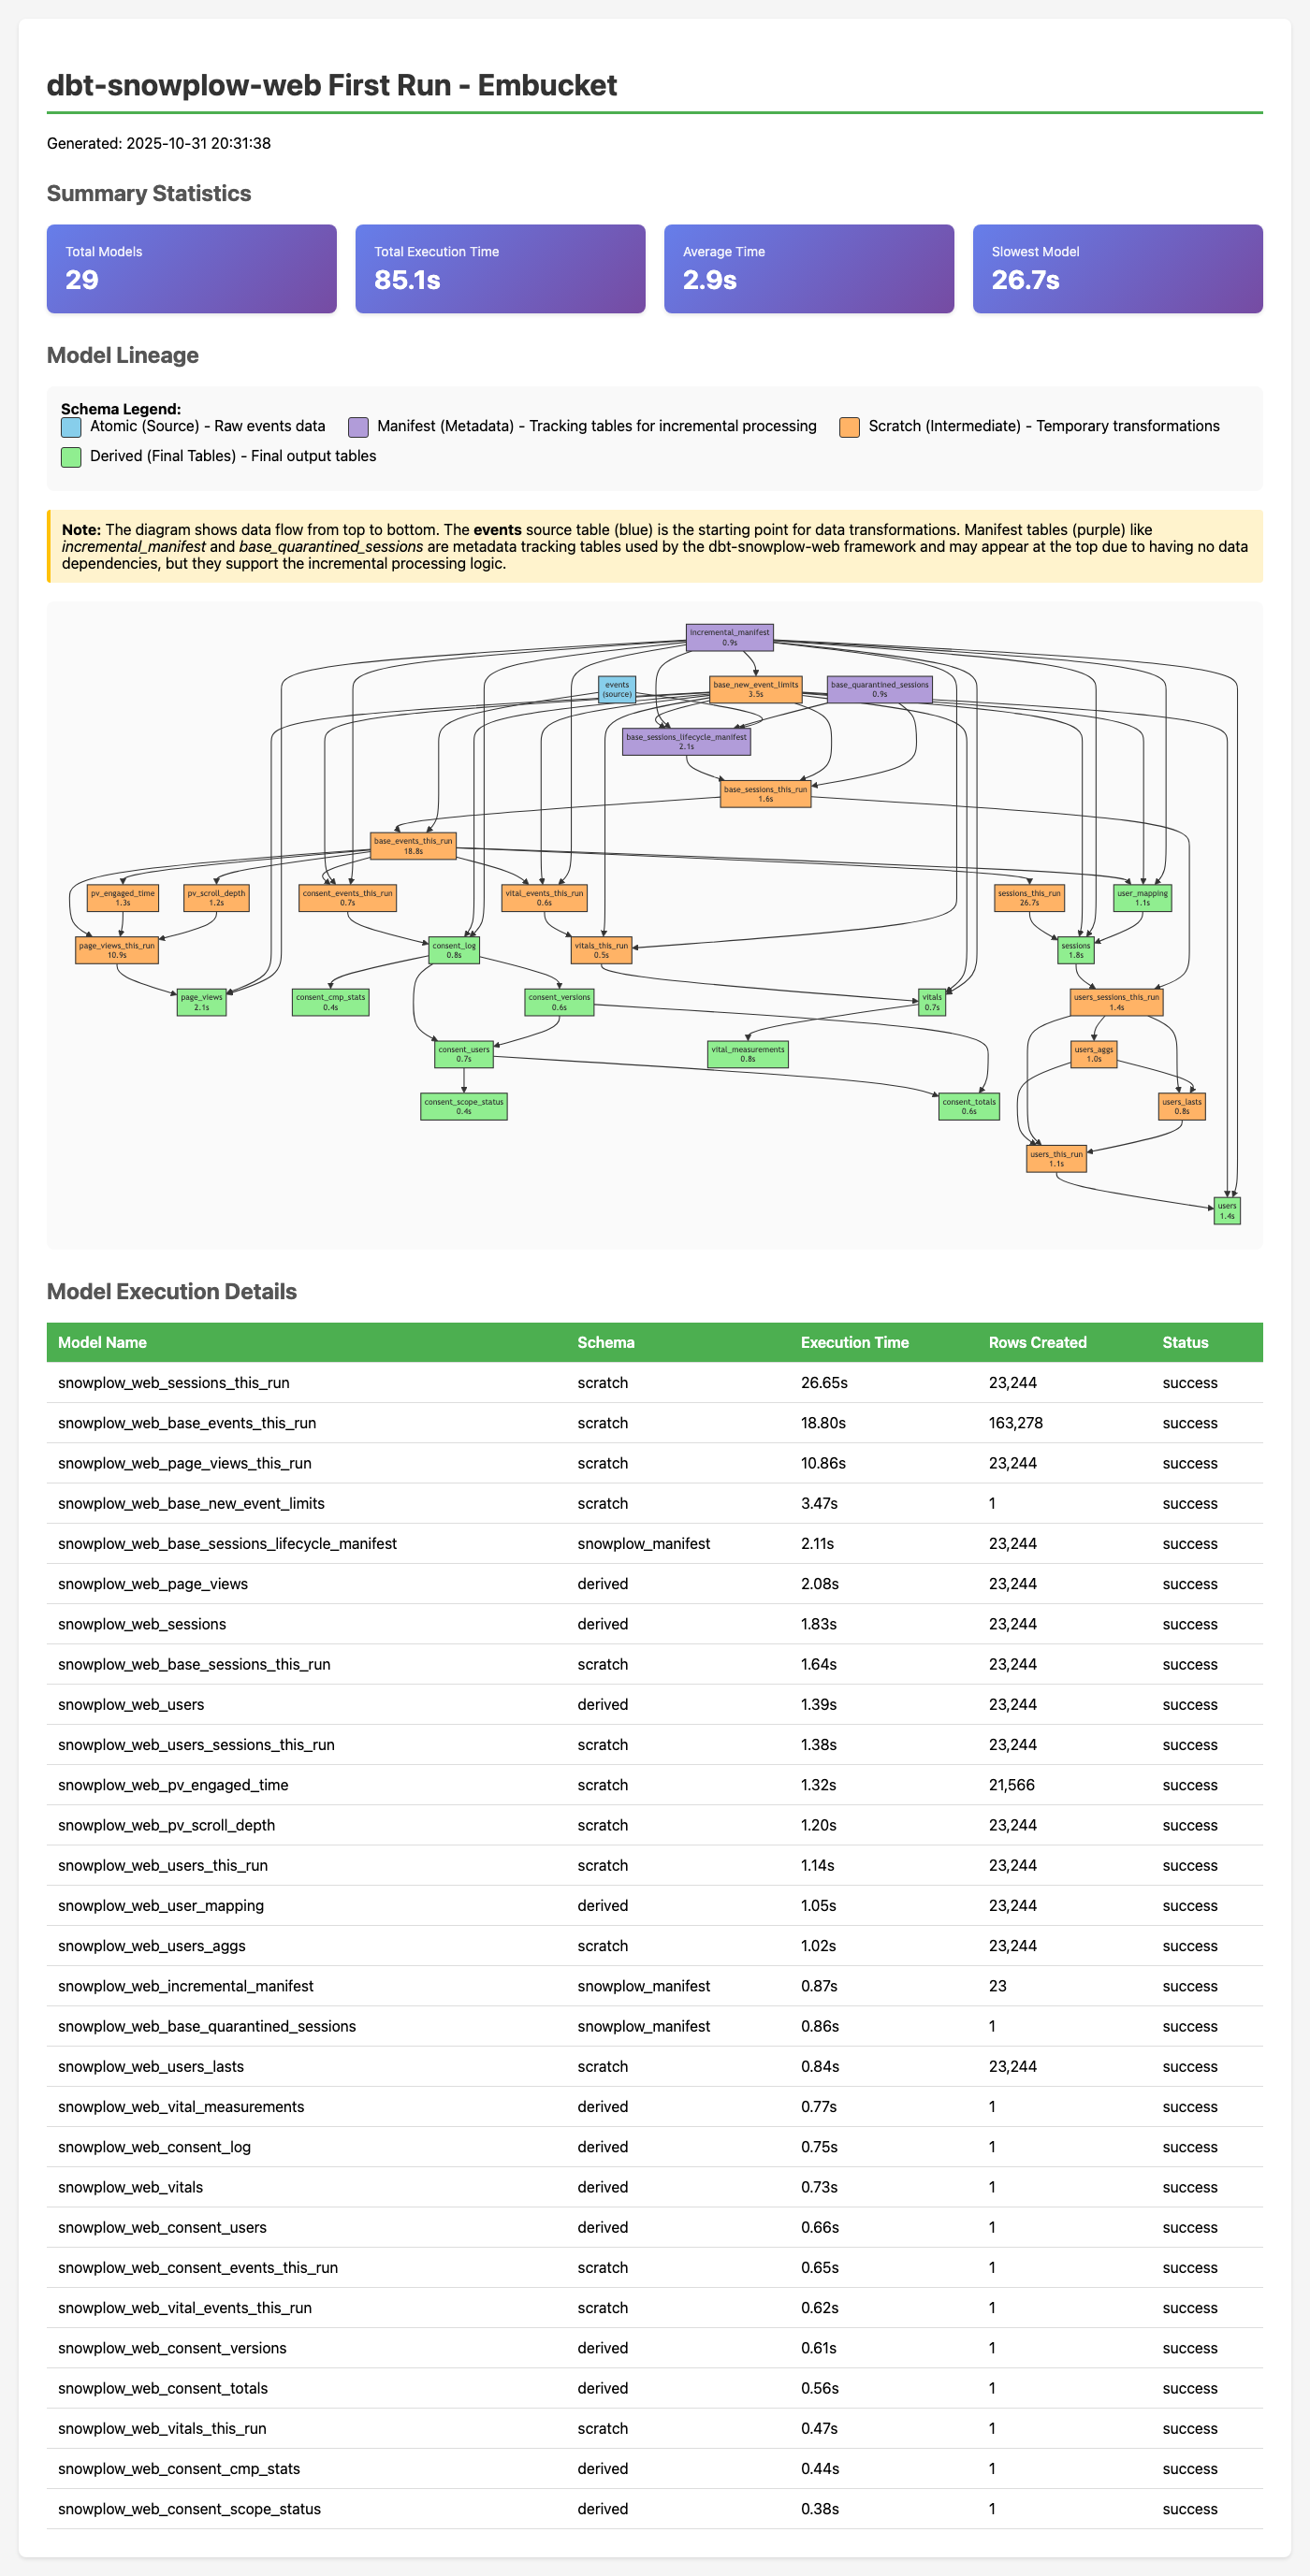 dbt-snowplow-web First Run - Embucket
Generated: 2025-10-31 20:31:38
Summary Statistics
Total Models
29
Total Execution Time
85.1s
Average Time
2.9s
Slowest Model
26.7s
Model Lineage
Schema Legend:
Atomic (Source) - Raw events data
Manifest (Metadata) - Tracking tables for incremental processing
Scratch (Intermediate) - Temporary transformations
Derived (Final Tables) - Final output tables
Note: The diagram shows data flow from top to bottom. The events source table (blue) is the starting point for data transformations. Manifest tables (purple) like
incremental_manifest and base_quarantined_sessions are metadata tracking tables used by the dbt-snowplow-web framework and may appear at the top due to having no data
dependencies, but they support the incremental processing logic.
incremental_manifest
0.9s
events
(source)
base_new_event_limits
3.5s
base_quarantined_sessions
0.9s
base_sessions_lifecycle_manifest
2.1s
base_sessions_this_run
1.6s
base_events_this_run
18.8s
pv_engaged_time
1.3s
pv_scroll_depth
1.2s
consent_events_this_run
0.7s
vital_events_this_run
0.6s
sessions_this_run
26.7s
user_mapping
1.1s
page_views_this_run
10.9s
consent_log
0.8s
vitals_this_run
0.5s
sessions
1.8s
page_views
2.1s
consent_cmp_stats
0.4s
consent_versions
0.6s
vitals
0.7s
users_sessions_this_run
1.4s
consent_users
0.7s
vital_measurements
0.8s
users_aggs
1.0s
consent_scope_status
0.4s
consent_totals
0.6s
users_lasts
0.8s
users_this_run
1.1s
users
1.4s
Model Execution Details
Model Name Schema Execution Time Rows Created Status
snowplow_web_sessions_this_run scratch 26.65s 23,244 success
snowplow_web_base_events_this_run scratch 18.80s 163,278 success
snowplow_web_page_views_this_run scratch 10.86s 23,244 success
snowplow_web_base_new_event_limits scratch 3.47s 1 success
snowplow_web_base_sessions_lifecycle_manifest snowplow_manifest 2.11s 23,244 success
snowplow_web_page_views derived 2.08s 23,244 success
snowplow_web_sessions derived 1.83s 23,244 success
snowplow_web_base_sessions_this_run scratch 1.64s 23,244 success
snowplow_web_users derived 1.39s 23,244 success
snowplow_web_users_sessions_this_run scratch 1.38s 23,244 success
snowplow_web_pv_engaged_time scratch 1.32s 21,566 success
snowplow_web_pv_scroll_depth scratch 1.20s 23,244 success
snowplow_web_users_this_run scratch 1.14s 23,244 success
snowplow_web_user_mapping derived 1.05s 23,244 success
snowplow_web_users_aggs scratch 1.02s 23,244 success
snowplow_web_incremental_manifest snowplow_manifest 0.87s 23 success
snowplow_web_base_quarantined_sessions snowplow_manifest 0.86s 1 success
snowplow_web_users_lasts scratch 0.84s 23,244 success
snowplow_web_vital_measurements derived 0.77s 1 success
snowplow_web_consent_log derived 0.75s 1 success
snowplow_web_vitals derived 0.73s 1 success
snowplow_web_consent_users derived 0.66s 1 success
snowplow_web_consent_events_this_run scratch 0.65s 1 success
snowplow_web_vital_events_this_run scratch 0.62s 1 success
snowplow_web_consent_versions derived 0.61s 1 success
snowplow_web_consent_totals derived 0.56s 1 success
snowplow_web_vitals_this_run scratch 0.47s 1 success
snowplow_web_consent_cmp_stats derived 0.44s 1 success
snowplow_web_consent_scope_status derived 0.38s 1 success